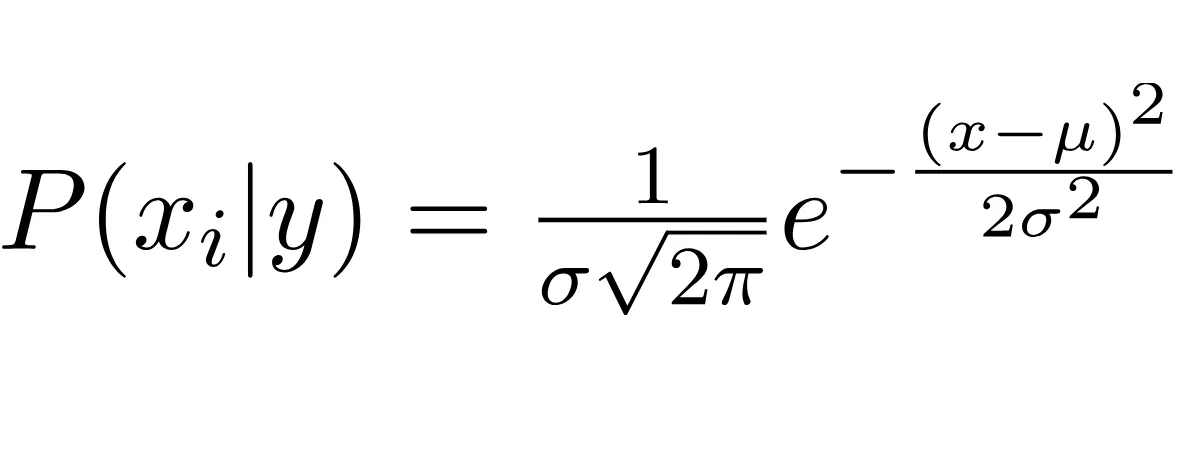 P(x_i|y) = \frac{1}{\sigma\sqrt{2\pi}} e^{-\frac{(x-\mu)^2}{2\sigma^2}}